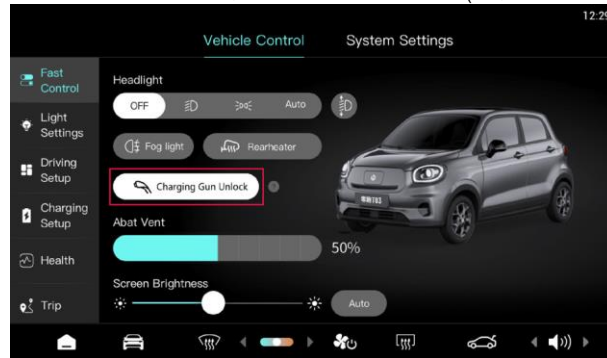 12:29
Vehicle Control
System Settings
Fast
Control
Light
Settings
Driving
Setup
Charging
Setup
Health
Trip
Headlight
OFF
Auto
Fog light
Rearheater
Charging Gun Unlock
Abat Vent
50%
Screen Brightness
Auto